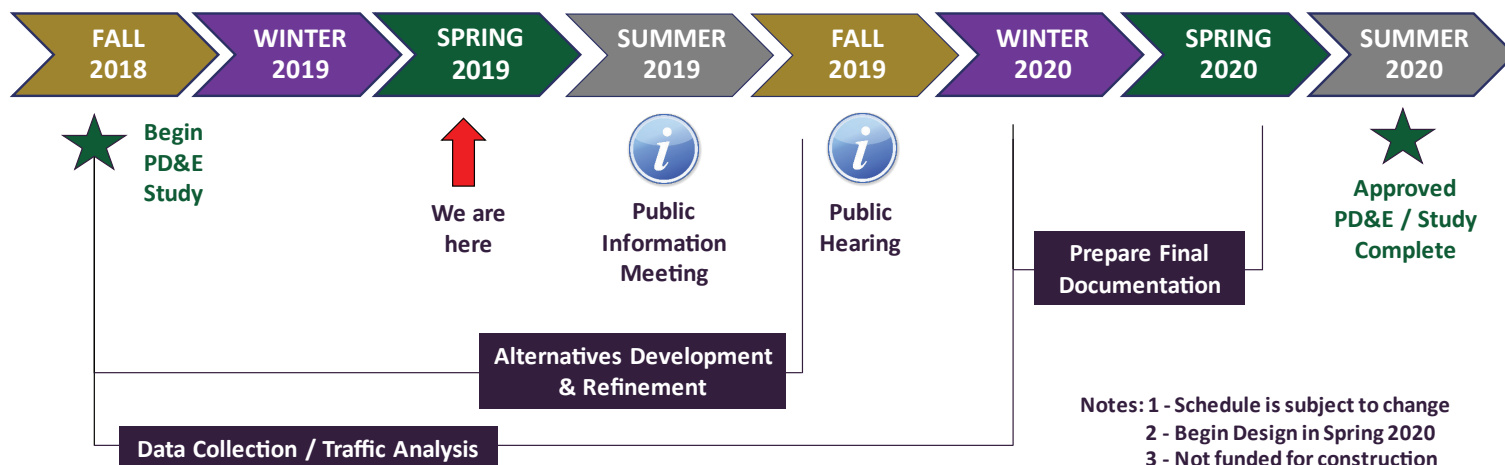 FALL
2018
WINTER
2019
SPRING
2019
SUMMER
2019
FALL
2019
WINTER
2020
SPRING
2020
SUMMER
2020
Begin
PD&E
Study
We are
here
i
Public
Information
Meeting
i
Public
Hearing
Prepare Final
Documentation
Approved
PD&E / Study
Complete
Alternatives Development
& Refinement
Data Collection / Traffic Analysis
Notes: 1 - Schedule is subject to change
2 - Begin Design in Spring 2020
3 - Not funded for construction